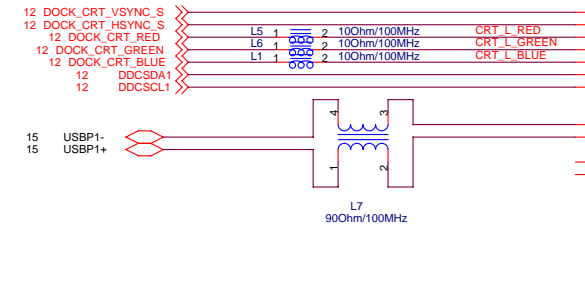 12 DOCK_CRT_VSYNC_S
12 DOCK_CRT_HSYNC_S
12 DOCK_CRT_RED L5 1 2 10Ohm/100MHz CRT_L_RED
12 DOCK_CRT_GREEN L6 1 2 10Ohm/100MHz CRT_L_GREEN
12 DOCK_CRT_BLUE L1 1 2 10Ohm/100MHz CRT_L_BLUE
12 DDCSDA1
12 DDCSCL1
4 3
15 USBP1-
15 USBP1+
1 2
L7
90Ohm/100MHz